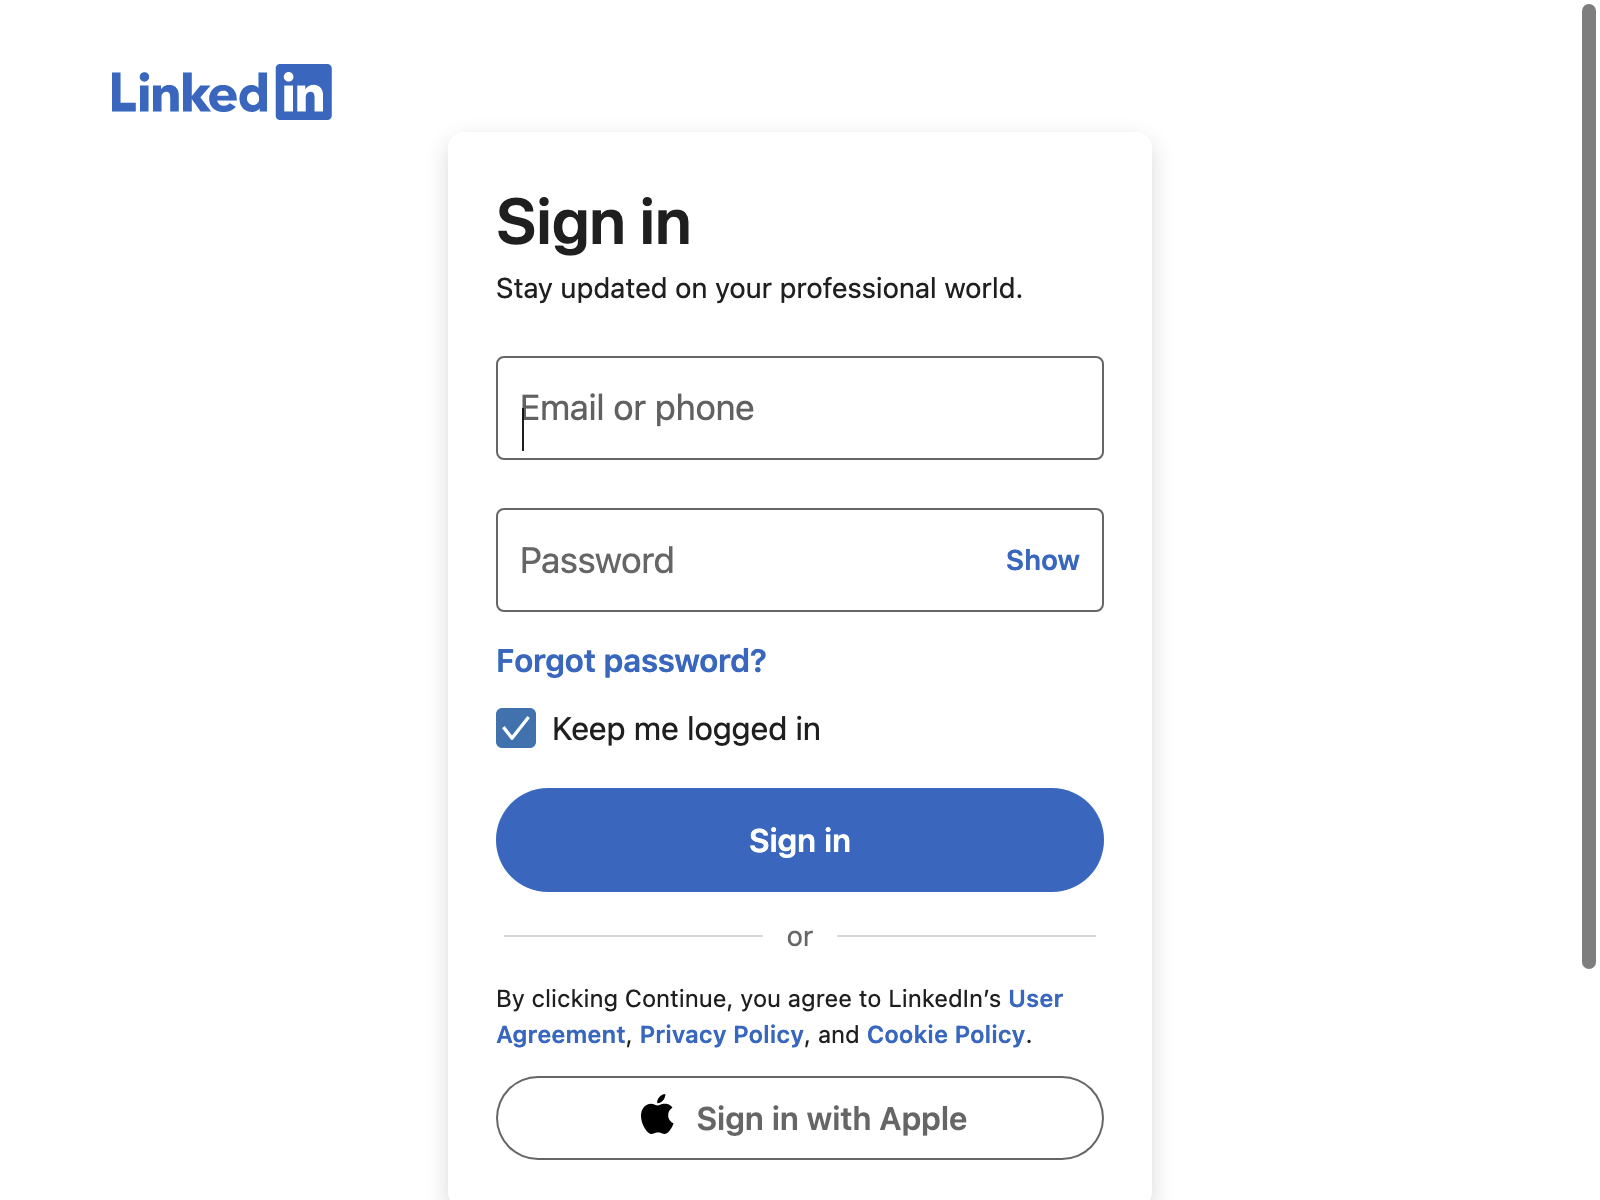 Linked in
Sign in
Stay updated on your professional world.
Email or phone
Password
Show
Forgot password?
Keep me logged in
Sign in
or
By clicking Continue, you agree to LinkedIn’s User
Agreement, Privacy Policy, and Cookie Policy.
Sign in with Apple